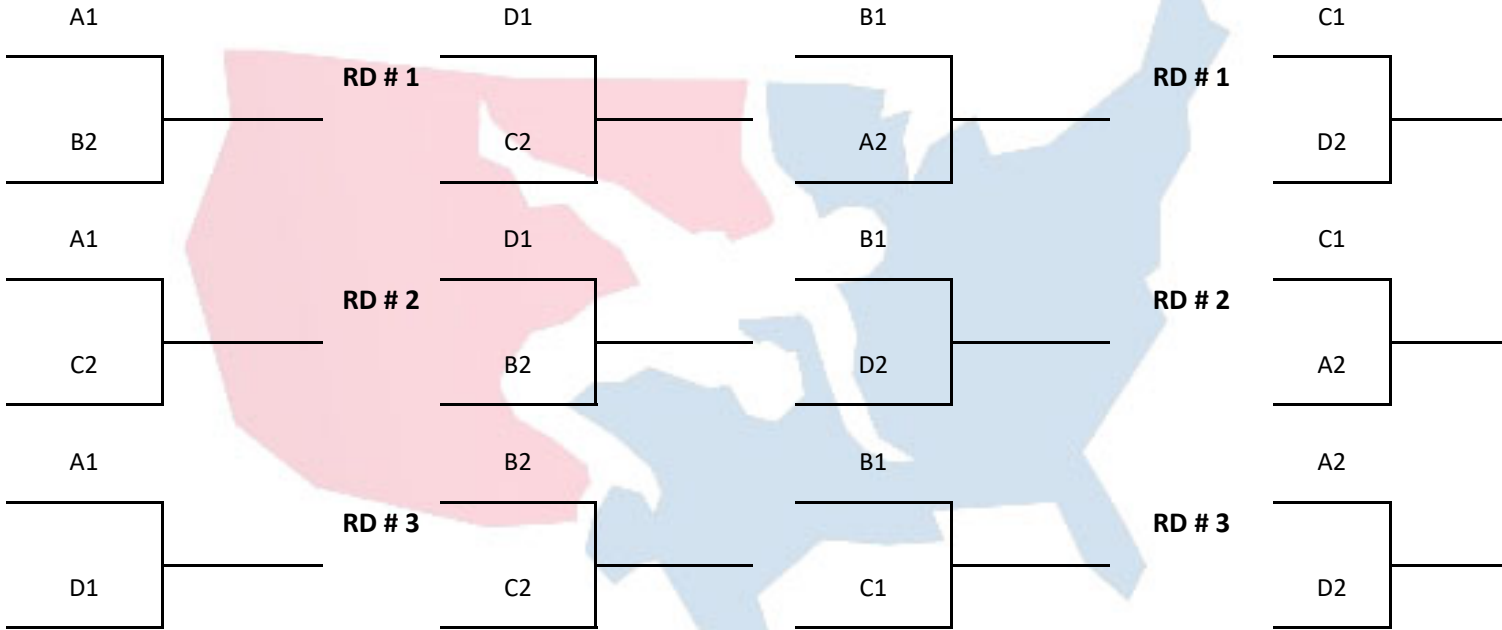 A1 D1 B1 C1
RD # 1 RD # 1
B2 C2 A2 D2
A1 D1 B1 C1
RD # 2 RD # 2
C2 B2 D2 A2
A1 B2 B1 A2
RD # 3 RD # 3
D1 C2 C1 D2